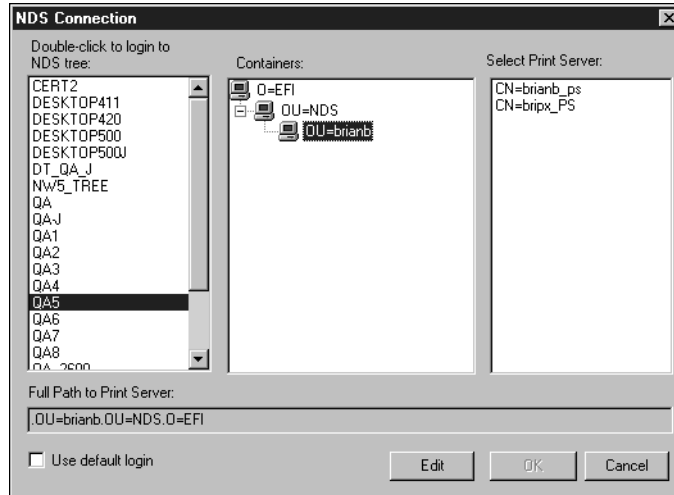 NDS Connection
Double-click to login to
NDS tree:
CERT2
DESKTOP411
DESKTOP420
DESKTOP500
DESKTOP500J
DT_QA_J
NW5_TREE
QA
QA-J
QA1
QA2
QA3
QA4
QA5
QA6
QA7
QA8
QA_2600
Containers:
O=EFI
OU=NDS
OU=brianb
Select Print Server:
CN=brianb_ps
CN=bripx_PS
Full Path to Print Server:
.OU=brianb.OU=NDS.O=EFI
Use default login
Edit
OK
Cancel